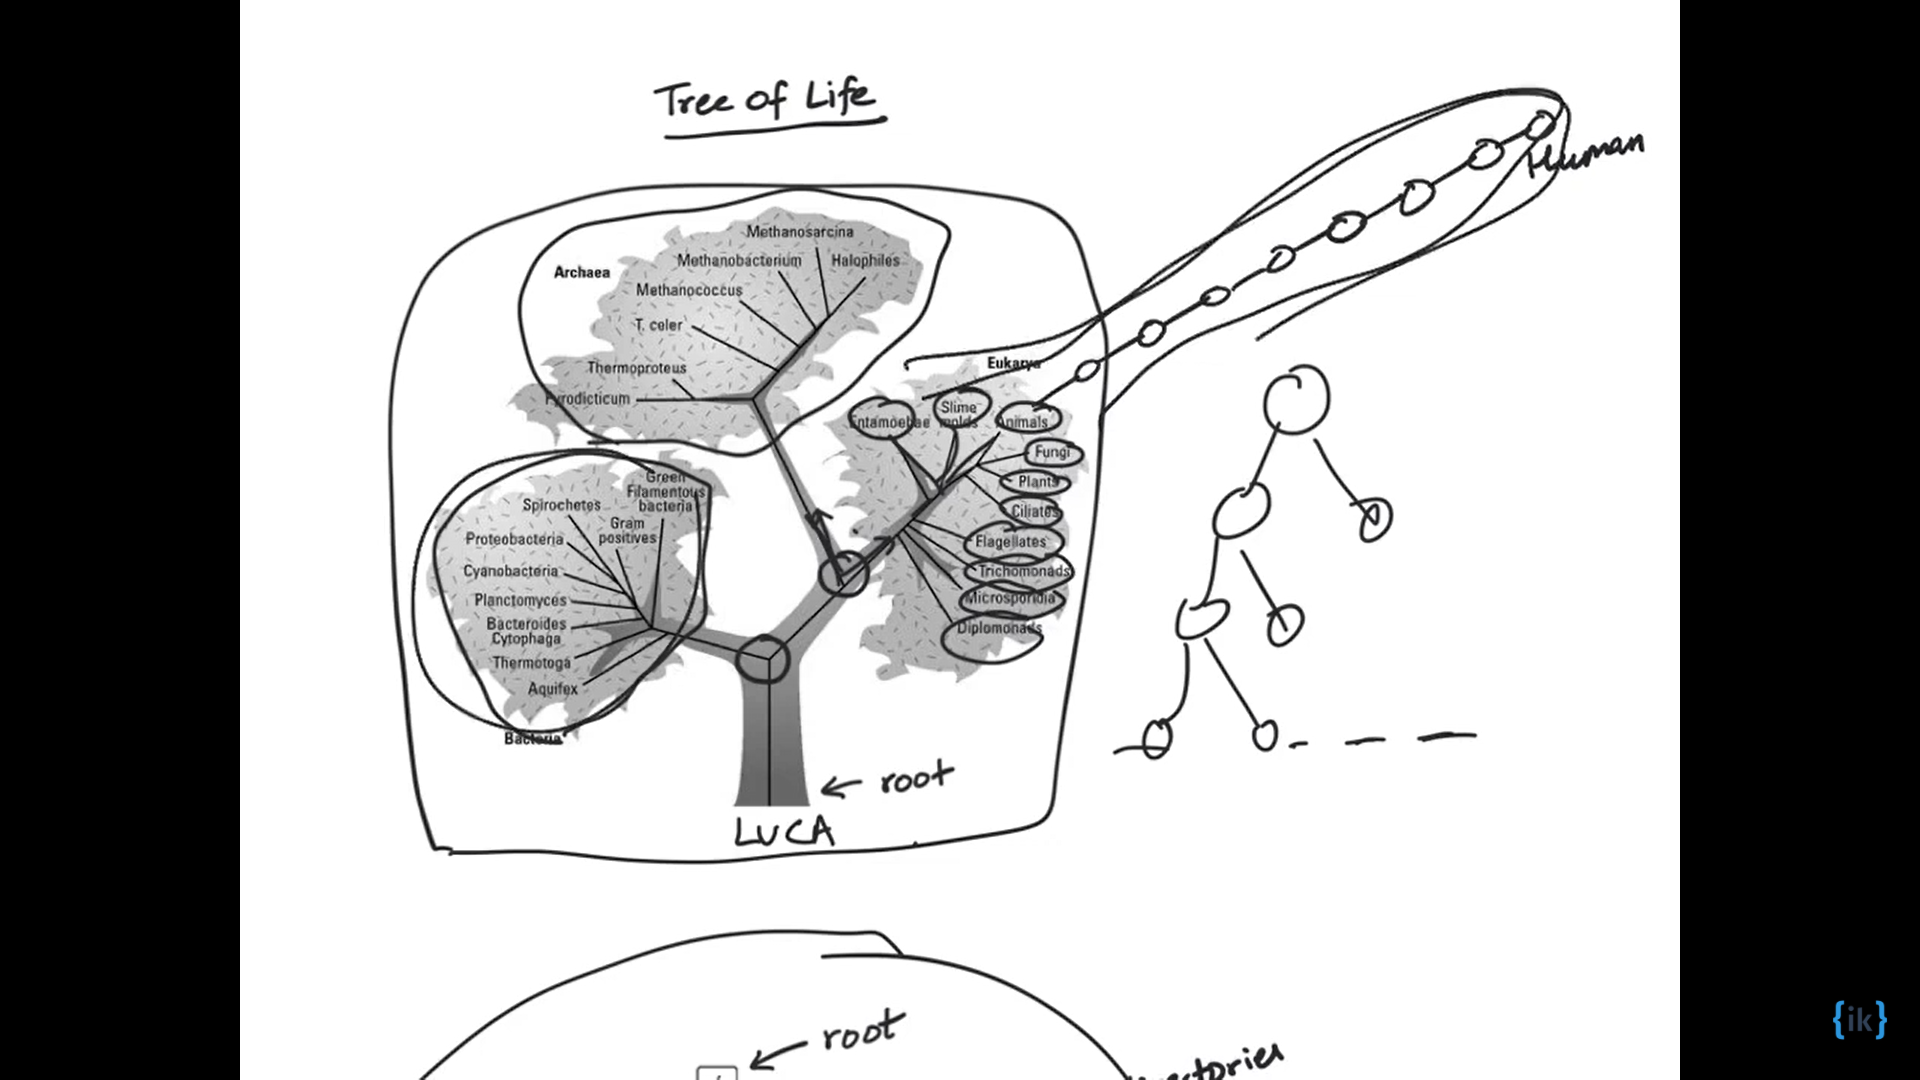 Tree of Life
Human
Methanosarcina
Archaea
Methanobacterium
Halophiles
Methanococcus
T. celer
Thermoproteus
Pyrodicticum
Eukarya
Entamoebae
Slime
molds
Animals
Fungi
Plants
Ciliates
Flagellates
Trichomonads
Microsporidia
Diplomonads
Green
Filamentous
bacteria
Spirochetes
Gram
positives
Proteobacteria
Cyanobacteria
Planctomyces
Bacteroides
Cytophaga
Thermotoga
Aquifex
Bacteria
root
LUCA
root
{ik}